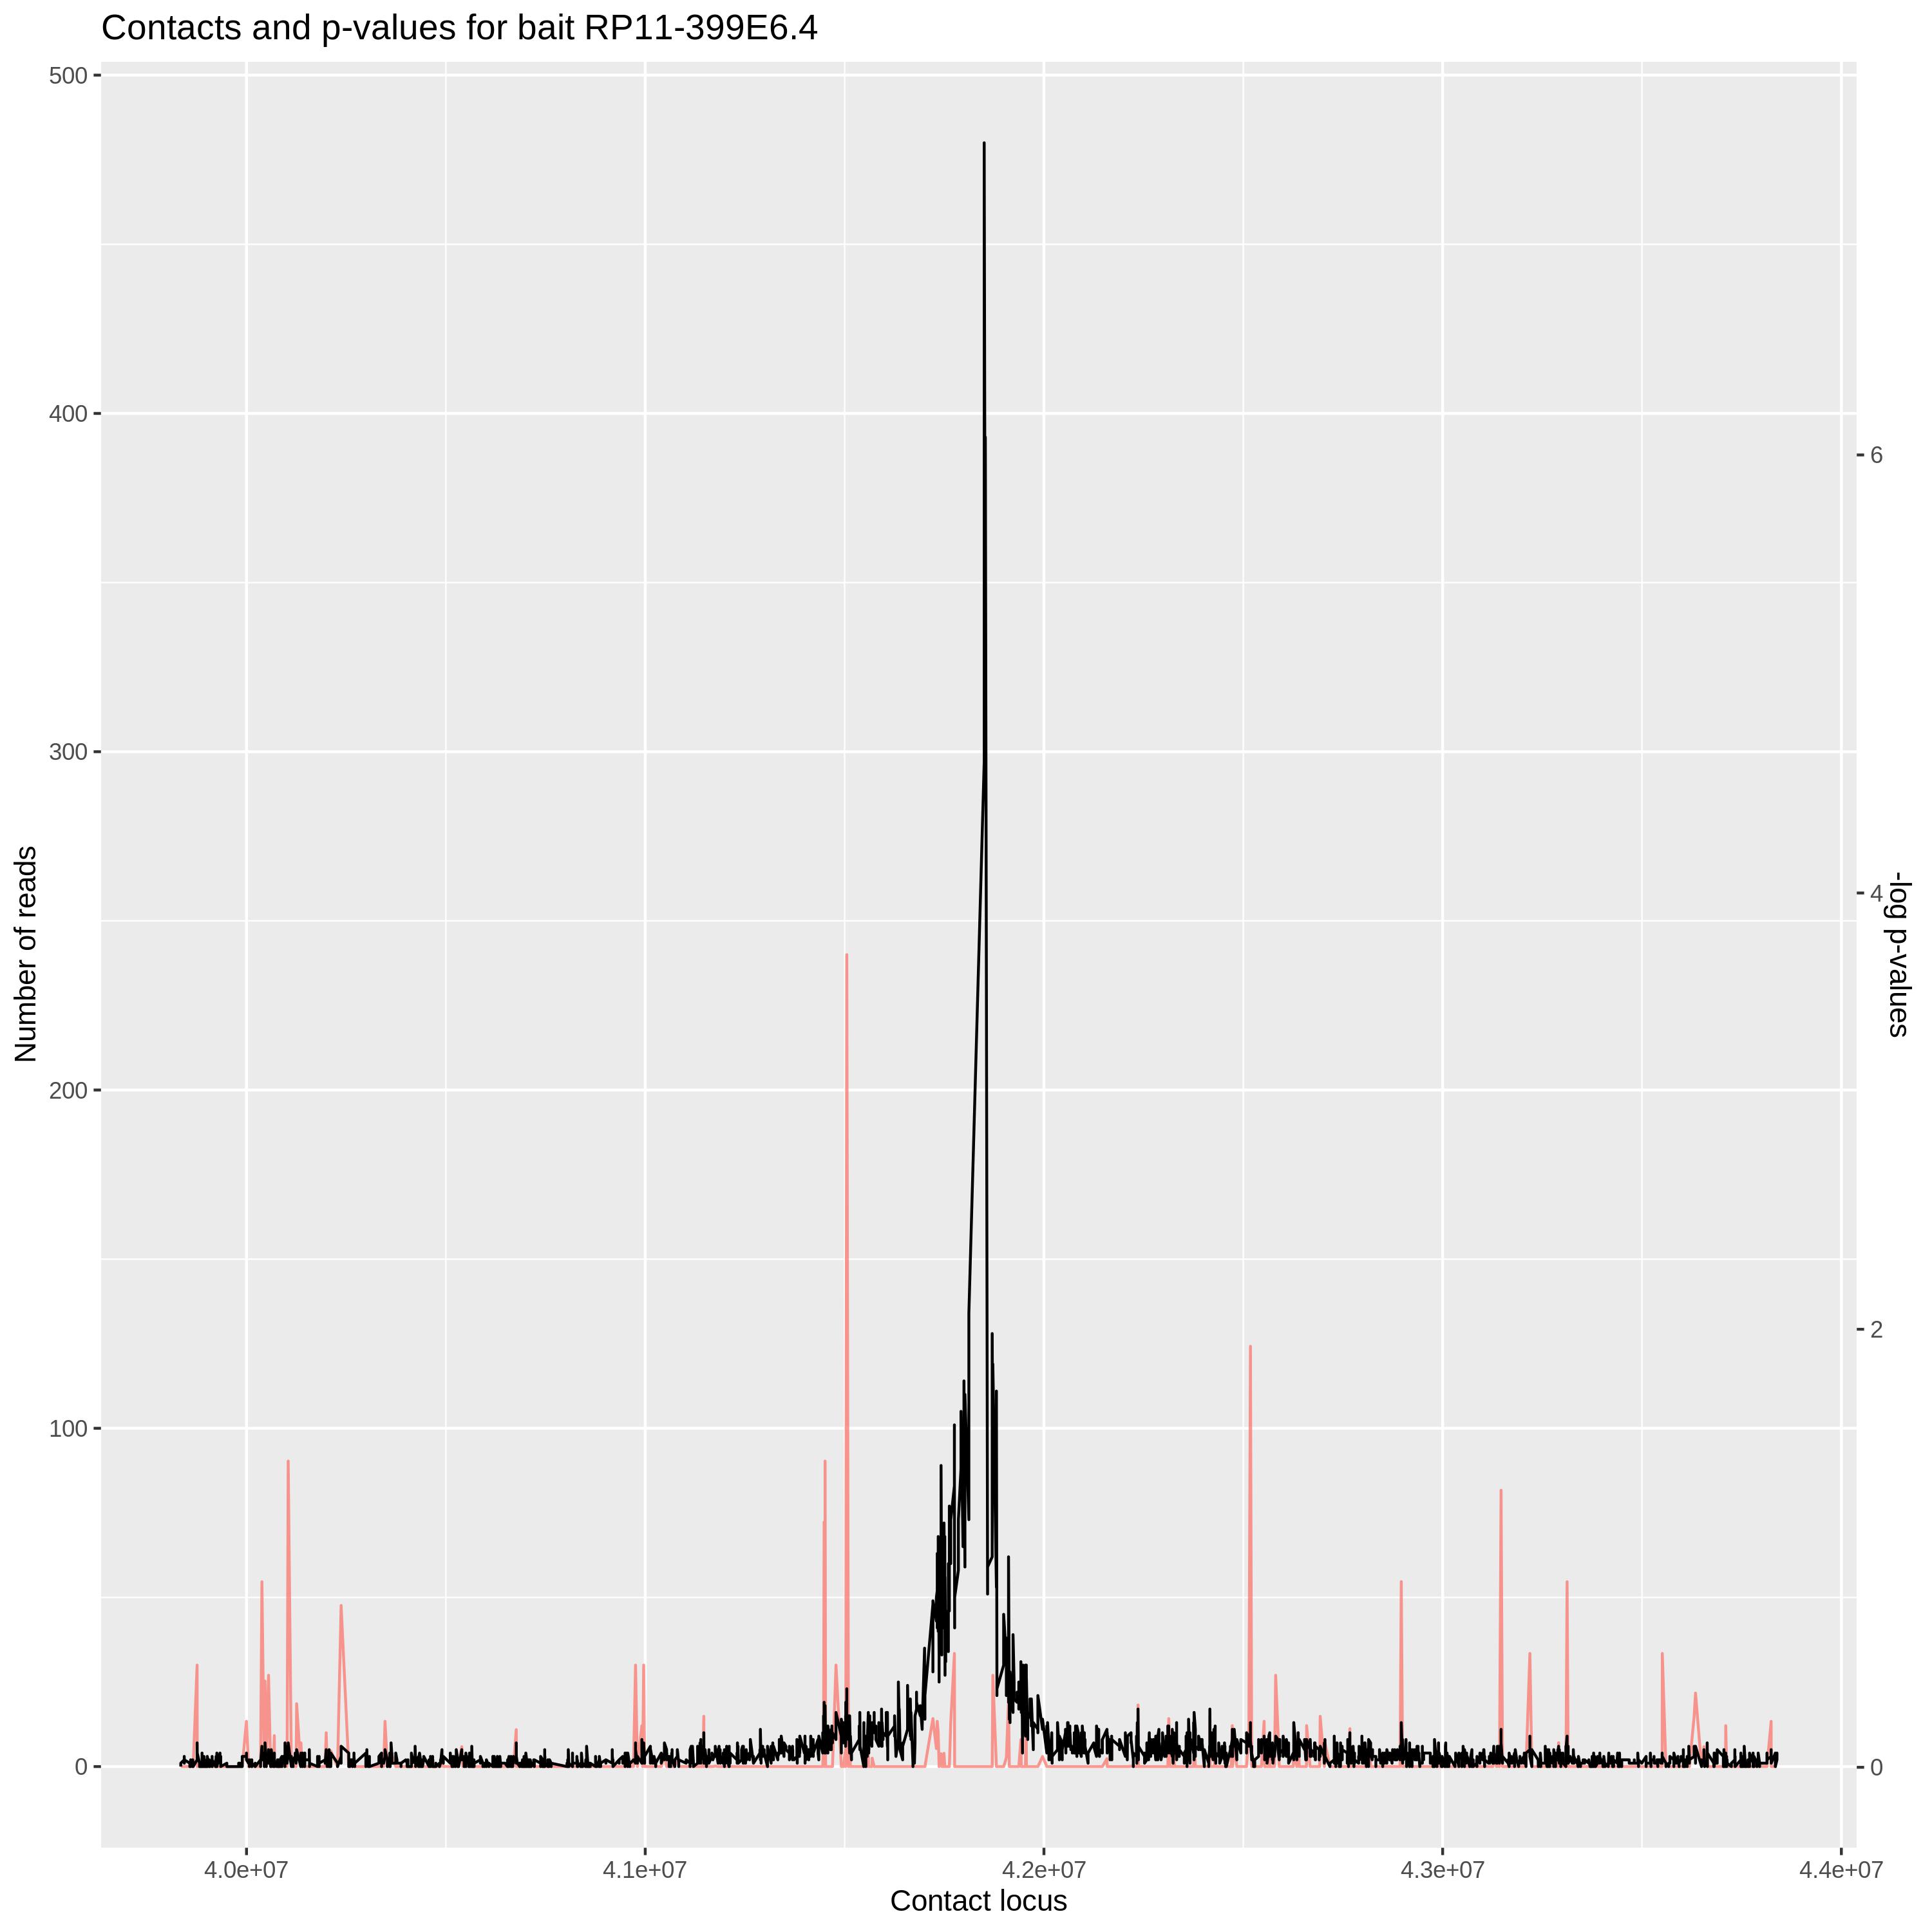 Contacts and p-values for bait RP11-399E6.4
500
400
300
200
100
0
Number of reads
6
4
2
0
-log p-values
4.0e+07
4.1e+07
4.2e+07
4.3e+07
4.4e+07
Contact locus